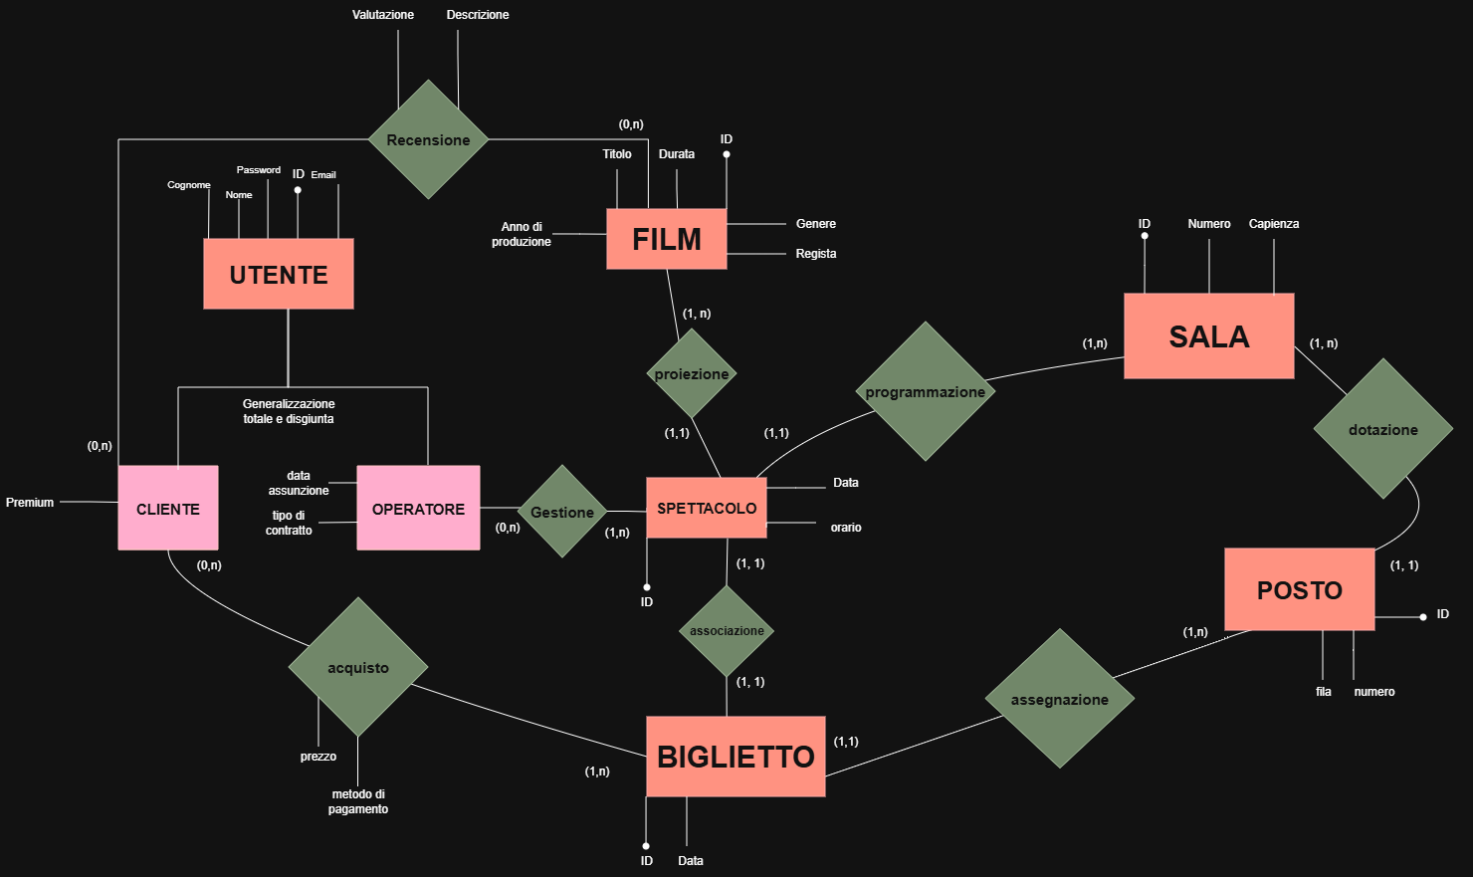 Valutazione
Descrizione
Recensione
(0,n)
ID
Titolo
Durata
Password
ID
Email
Cognome
Nome
Anno di
produzione
FILM
Genere
Regista
UTENTE
ID
Numero
Capienza
SALA
(1, n)
(1,n)
(1, n)
proiezione
programmazione
dotazione
Generalizzazione
totale e disgiunta
(0,n)
(1,1)
(1,1)
Premium
CLIENTE
data
assunzione
tipo di
contratto
OPERATORE
(0,n)
Gestione
(1,n)
SPETTACOLO
Data
orario
ID
(0,n)
(1, 1)
(1, 1)
POSTO
ID
fila
numero
associazione
(1,n)
acquisto
(1, 1)
assegnazione
prezzo
metodo di
pagamento
(1,n)
BIGLIETTO
(1,1)
ID
Data